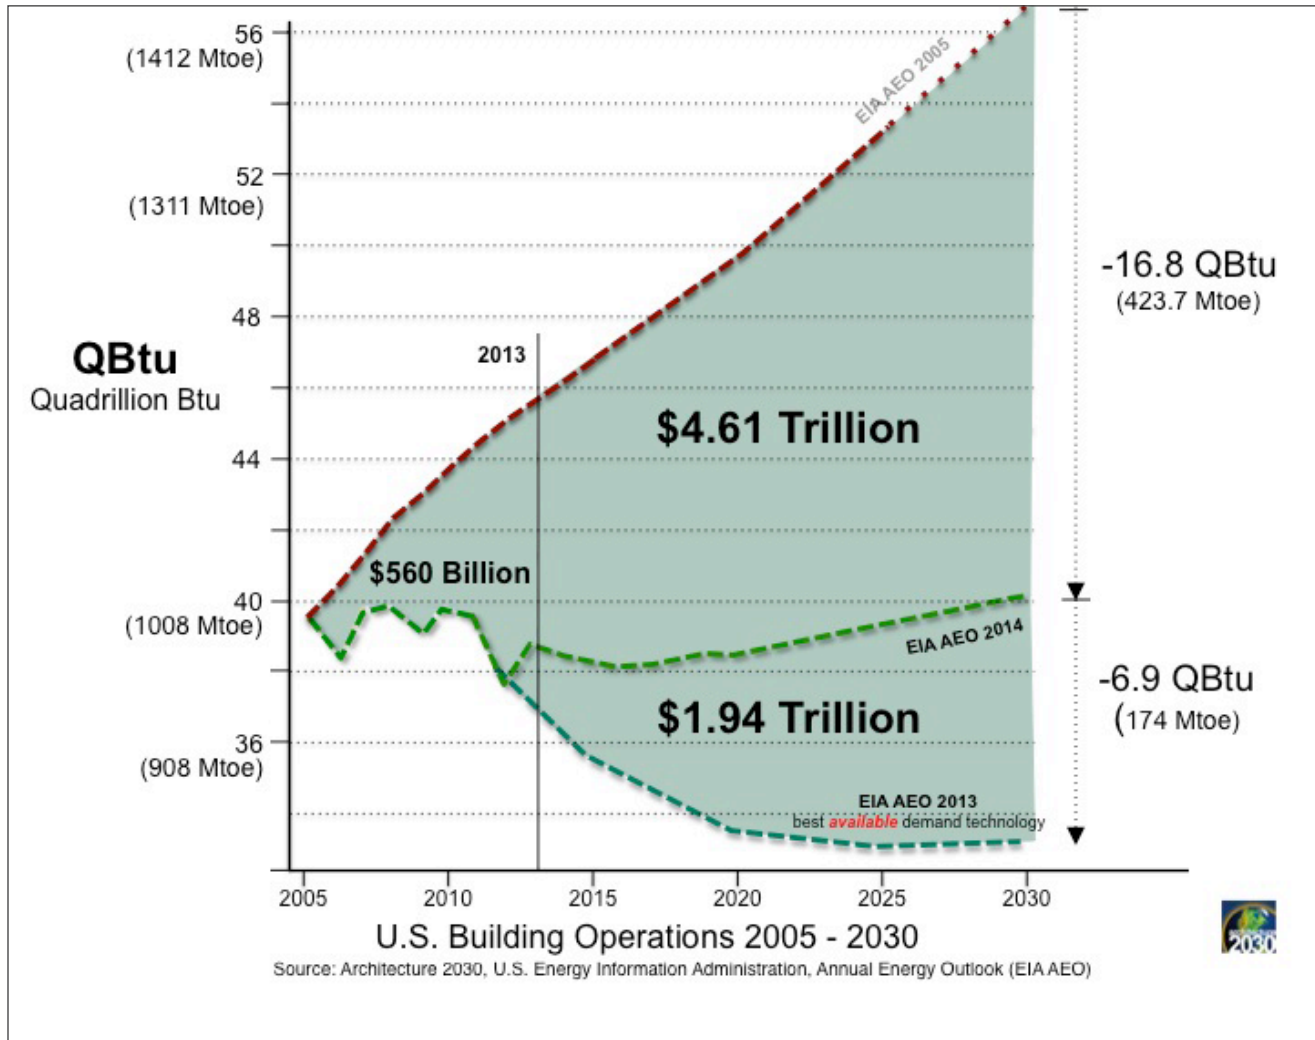 56
(1412 Mtoe)
EIA AEO 2005
52
(1311 Mtoe)
-16.8 QBtu
(423.7 Mtoe)
48
2013
QBtu
Quadrillion Btu
$4.61 Trillion
44
$560 Billion
40
(1008 Mtoe)
EIA AEO 2014
-6.9 QBtu
(174 Mtoe)
$1.94 Trillion
36
(908 Mtoe)
EIA AEO 2013
best available demand technology
2005 2010 2015 2020 2025 2030
U.S. Building Operations 2005 - 2030
Source: Architecture 2030, U.S. Energy Information Administration, Annual Energy Outlook (EIA AEO)
2030